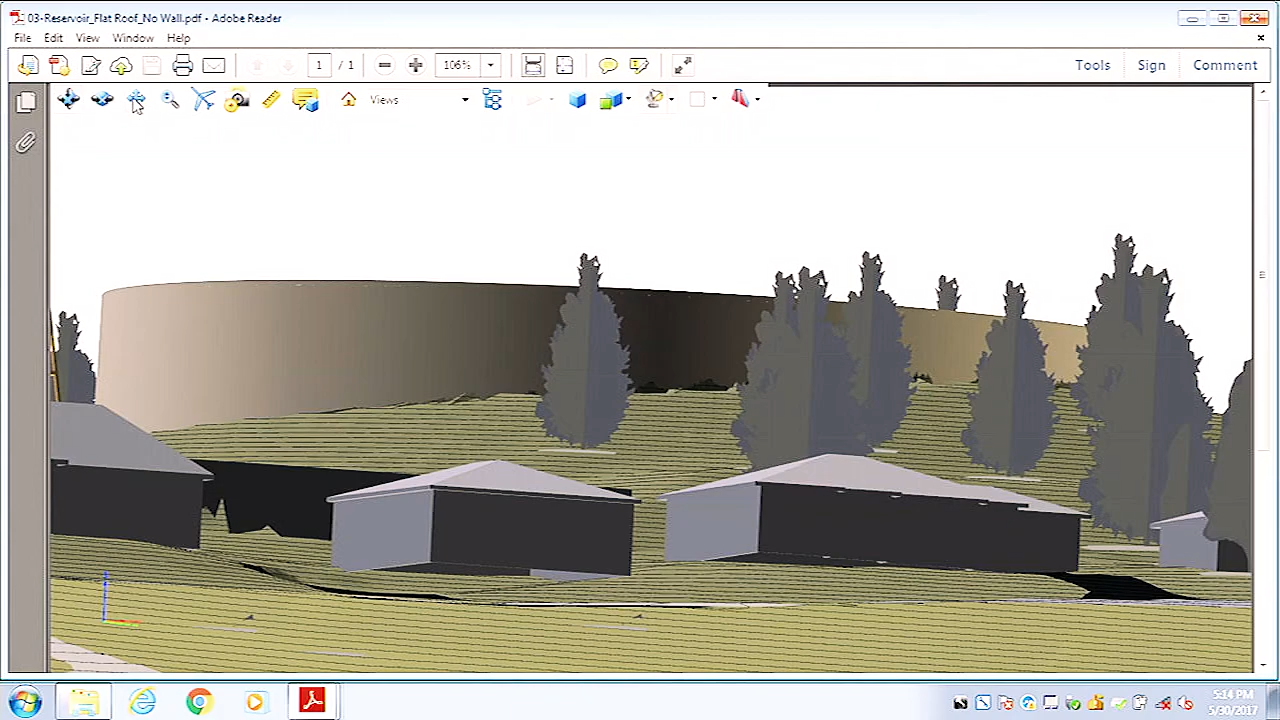 03-Reservoir_Flat Roof_No Wall.pdf - Adobe Reader
File Edit View Window Help
1 / 1 106% Tools Sign Comment
Views
5:14 PM
5/30/2017